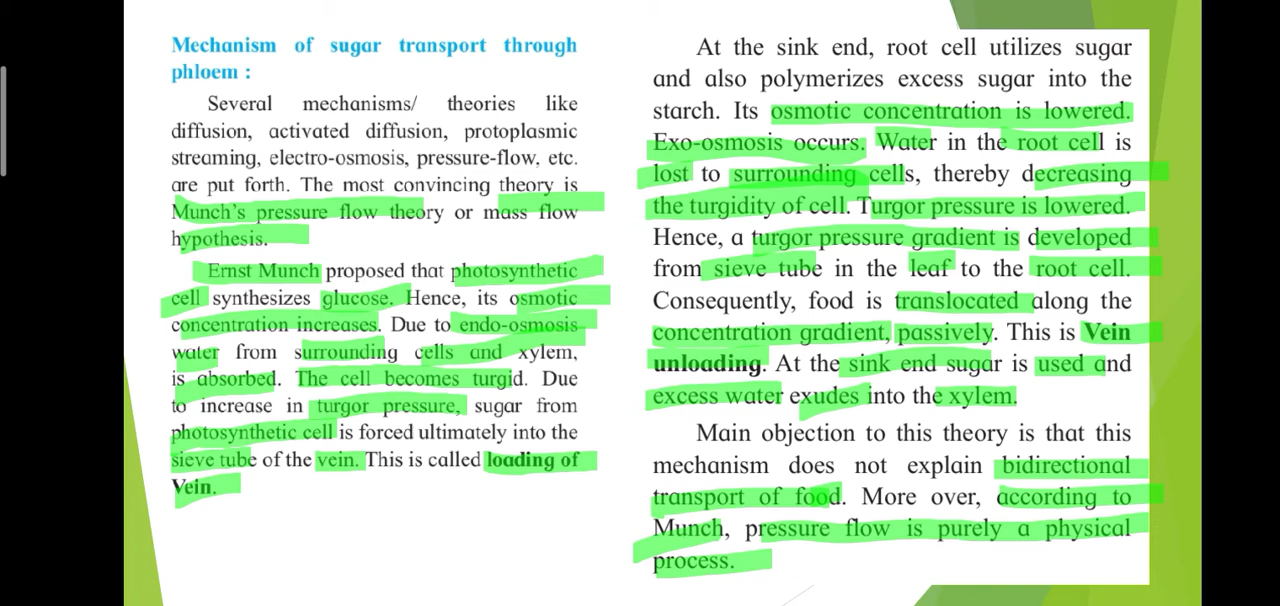 Mechanism of sugar transport through
phloem :
Several mechanisms/ theories like
diffusion, activated diffusion, protoplasmic
streaming, electro-osmosis, pressure-flow, etc.
are put forth. The most convincing theory is
Munch's pressure flow theory or mass flow
hypothesis.
Ernst Munch proposed that photosynthetic
cell synthesizes glucose. Hence, its osmotic
concentration increases. Due to endo-osmosis
water from surrounding cells and xylem,
is absorbed. The cell becomes turgid. Due
to increase in turgor pressure, sugar from
photosynthetic cell is forced ultimately into the
sieve tube of the vein. This is called loading of
Vein.
At the sink end, root cell utilizes sugar
and also polymerizes excess sugar into the
starch. Its osmotic concentration is lowered.
Exo-osmosis occurs. Water in the root cell is
lost to surrounding cells, thereby decreasing
the turgidity of cell. Turgor pressure is lowered.
Hence, a turgor pressure gradient is developed
from sieve tube in the leaf to the root cell.
Consequently, food is translocated along the
concentration gradient, passively. This is Vein
unloading. At the sink end sugar is used and
excess water exudes into the xylem.
Main objection to this theory is that this
mechanism does not explain bidirectional
transport of food. More over, according to
Munch, pressure flow is purely a physical
process.